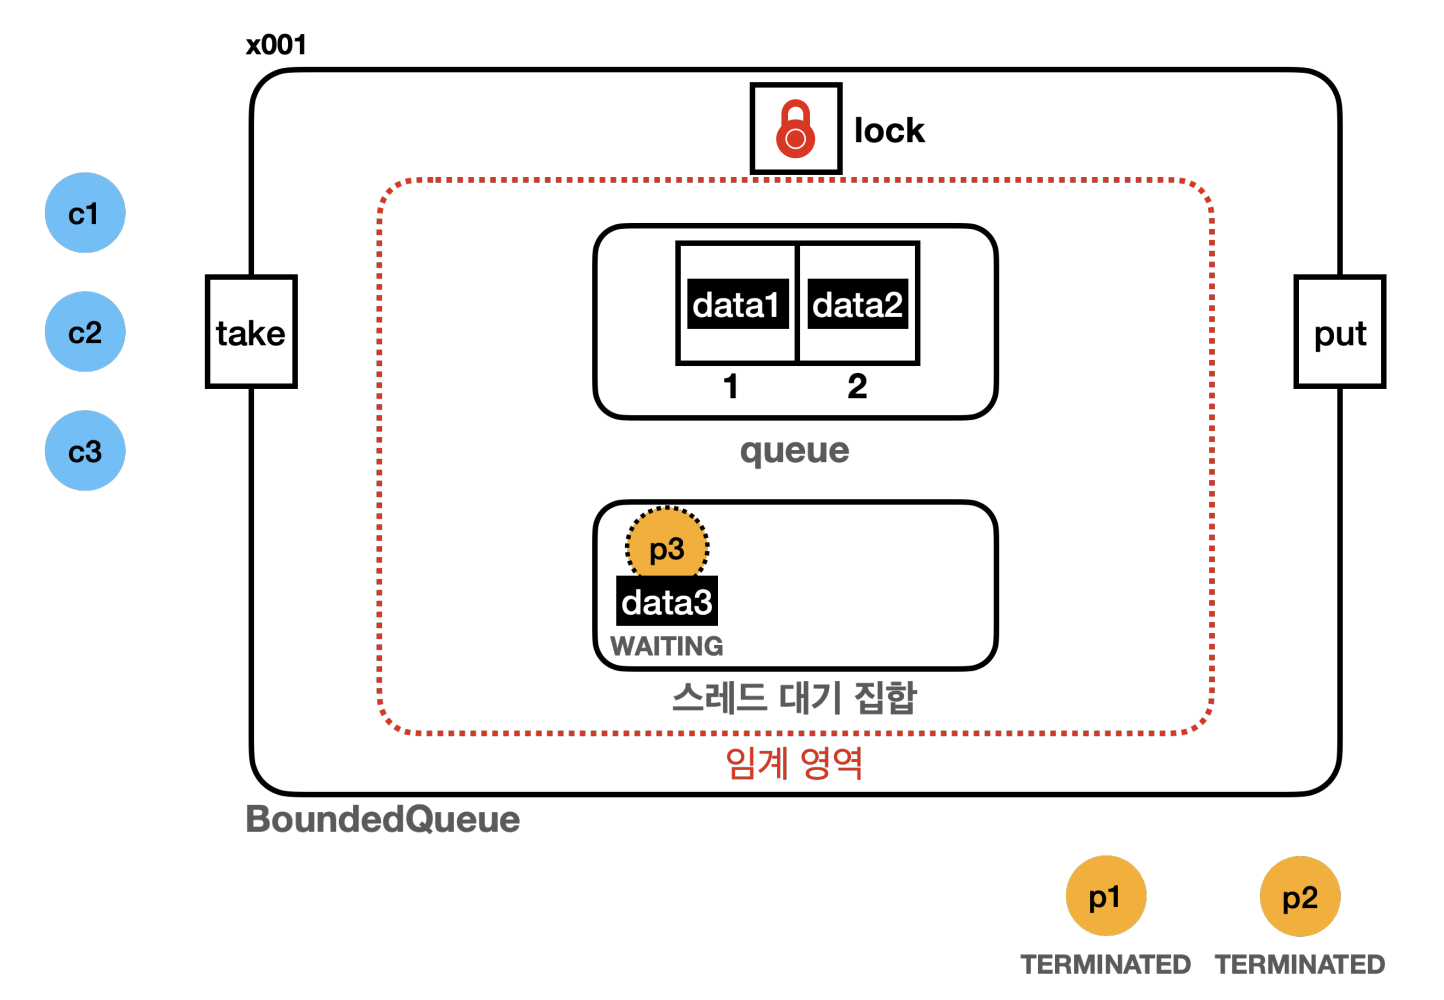 x001
lock
c1
c2
c3
take
put
data1 data2
1 2
queue
p3
data3
WAITING
스레드 대기 집합
임계 영역
BoundedQueue
p1 p2
TERMINATED TERMINATED